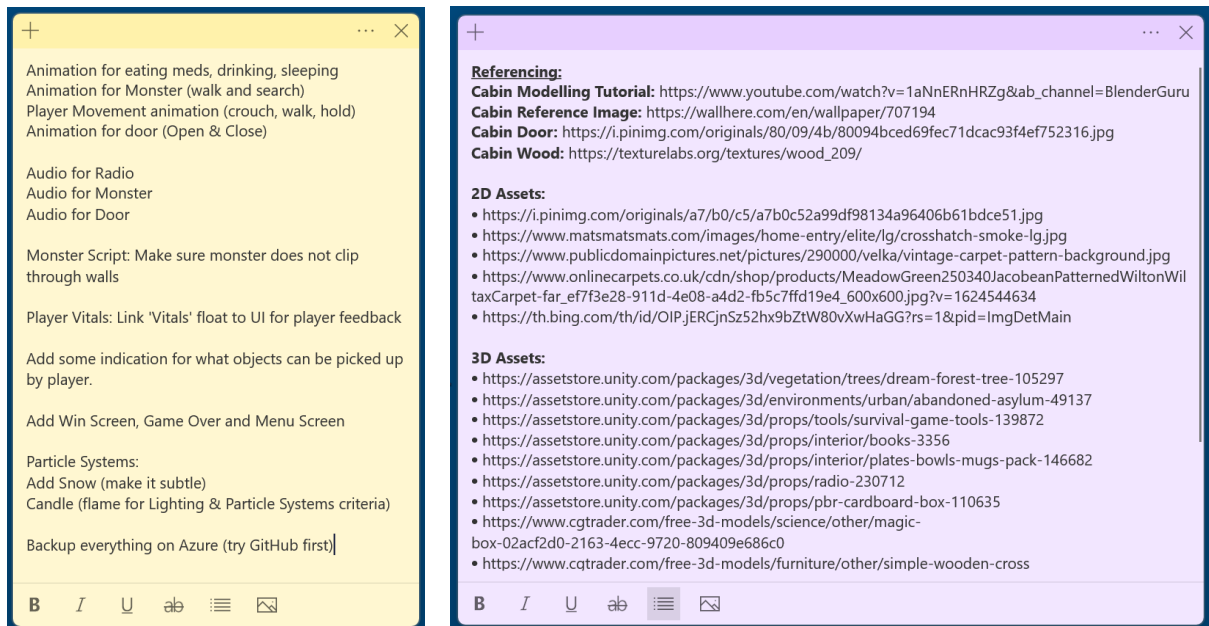 Animation for eating meds, drinking, sleeping
Animation for Monster (walk and search)
Player Movement animation (crouch, walk, hold)
Animation for door (Open & Close)
Audio for Radio
Audio for Monster
Audio for Door
Monster Script: Make sure monster does not clip
through walls
Player Vitals: Link 'Vitals' float to UI for player feedback
Add some indication for what objects can be picked up
by player.
Add Win Screen, Game Over and Menu Screen
Particle Systems:
Add Snow (make it subtle)
Candle (flame for Lighting & Particle Systems criteria)
Backup everything on Azure (try GitHub first)
B I U ab
Referencing:
Cabin Modelling Tutorial: https://www.youtube.com/watch?v=1aNnERnHRZg&ab_channel=BlenderGuru
Cabin Reference Image: https://wallhere.com/en/wallpaper/707194
Cabin Door: https://i.pinimg.com/originals/80/09/4b/80094bced69fec71dcac93f4ef752316.jpg
Cabin Wood: https://texturelabs.org/textures/wood_209/
2D Assets:
• https://i.pinimg.com/originals/a7/b0/c5/a7b0c52a99df98134a96406b61bdce51.jpg
• https://www.matsmatsmats.com/images/home-entry/elite/lg/crosshatch-smoke-lg.jpg
• https://www.publicdomainpictures.net/pictures/290000/velka/vintage-carpet-pattern-background.jpg
• https://www.onlinecarpets.co.uk/cdn/shop/products/MeadowGreen250340JacobeanPatternedWiltonWil
taxCarpet-far_ef7f3e28-911d-4e08-a4d2-fb5c7ffd19e4_600x600.jpg?v=1624544634
• https://th.bing.com/th/id/OIP.jERCjnSz52hx9bZtW80vXwHaGG?rs=1&pid=ImgDetMain
3D Assets:
• https://assetstore.unity.com/packages/3d/vegetation/trees/dream-forest-tree-105297
• https://assetstore.unity.com/packages/3d/environments/urban/abandoned-asylum-49137
• https://assetstore.unity.com/packages/3d/props/tools/survival-game-tools-139872
• https://assetstore.unity.com/packages/3d/props/interior/books-3356
• https://assetstore.unity.com/packages/3d/props/interior/plates-bowls-mugs-pack-146682
• https://assetstore.unity.com/packages/3d/props/radio-230712
• https://assetstore.unity.com/packages/3d/props/pbr-cardboard-box-110635
• https://www.cgtrader.com/free-3d-models/science/other/magic-
box-02acf2d0-2163-4ecc-9720-809409e686c0
• https://www.cgtrader.com/free-3d-models/furniture/other/simple-wooden-cross
B I U ab